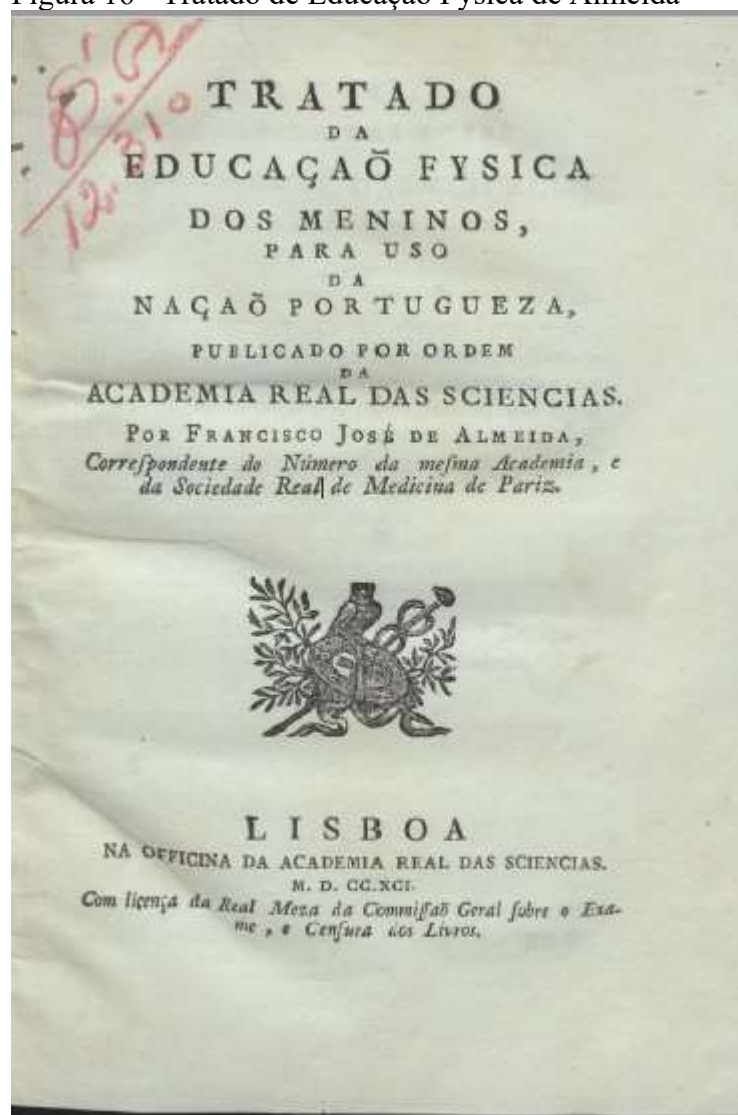 Figura 10 - Tratado de Educação Fysica de Almeida
12.310
TRATADO
DA
EDUCAÇAÕ FYSICA
DOS MENINOS,
PARA USO
DA
NAÇAÕ PORTUGUEZA,
PUBLICADO POR ORDEM
DA
ACADEMIA REAL DAS SCIENCIAS.
POR FRANCISCO JOSÉ DE ALMEIDA,
Correſpondente do Número da meſma Academia, e
da Sociedade Real de Medicina de Pariz.
LISBOA
NA OFFICINA DA ACADEMIA REAL DAS SCIENCIAS.
M. D. CC.XCI.
Com licença da Real Meza da Commiſſaõ Geral ſobre o Exa-
me, e Cenſura dos Livros.